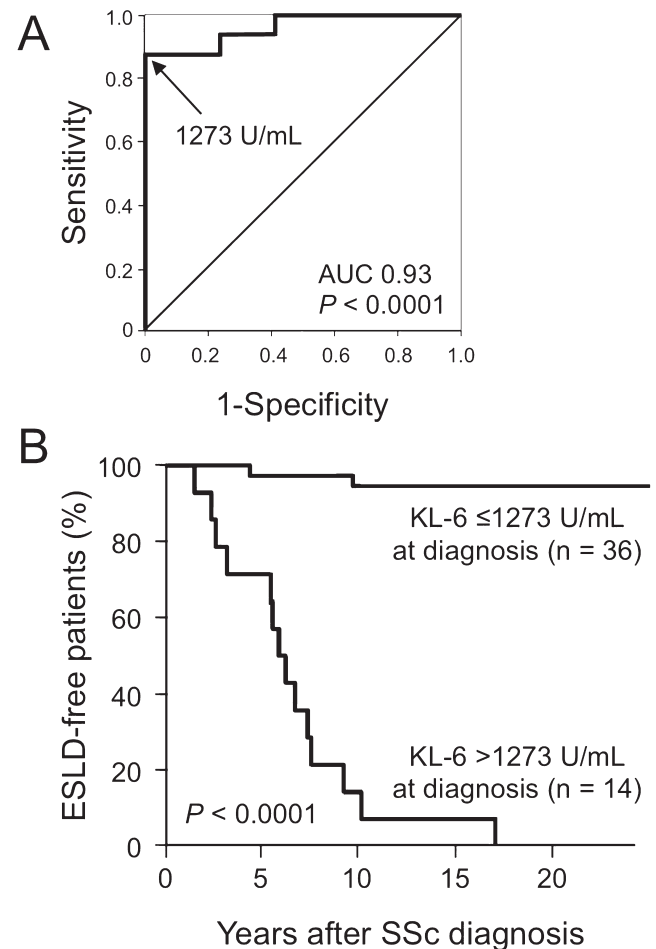 A
1.0
0.8
0.6
0.4
0.2
0
Sensitivity
1273 U/mL
AUC 0.93
P < 0.0001
0 0.2 0.4 0.6 0.8 1.0
1-Specificity
B
100
80
60
40
20
0
ESLD-free patients (%)
KL-6 ≤1273 U/mL
at diagnosis (n = 36)
KL-6 >1273 U/mL
at diagnosis (n = 14)
P < 0.0001
0 5 10 15 20
Years after SSc diagnosis